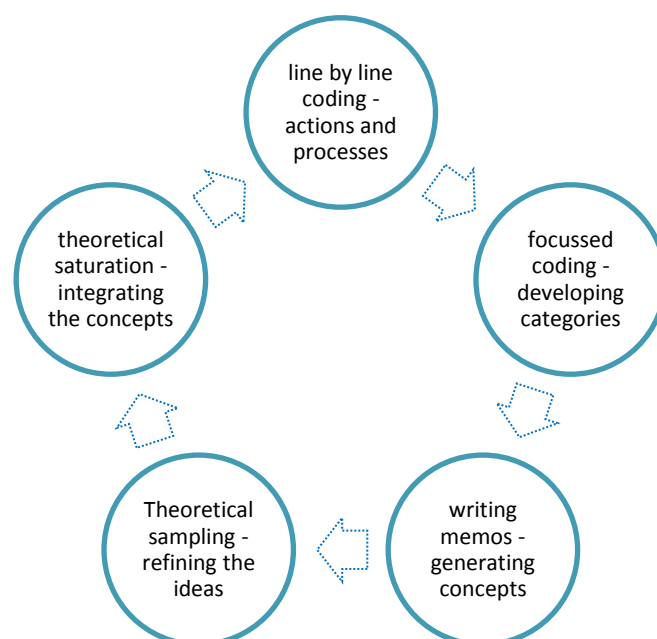 line by line
coding -
actions and
processes
focussed
coding -
developing
categories
writing
memos -
generating
concepts
Theoretical
sampling -
refining the
ideas
theoretical
saturation -
integrating
the concepts